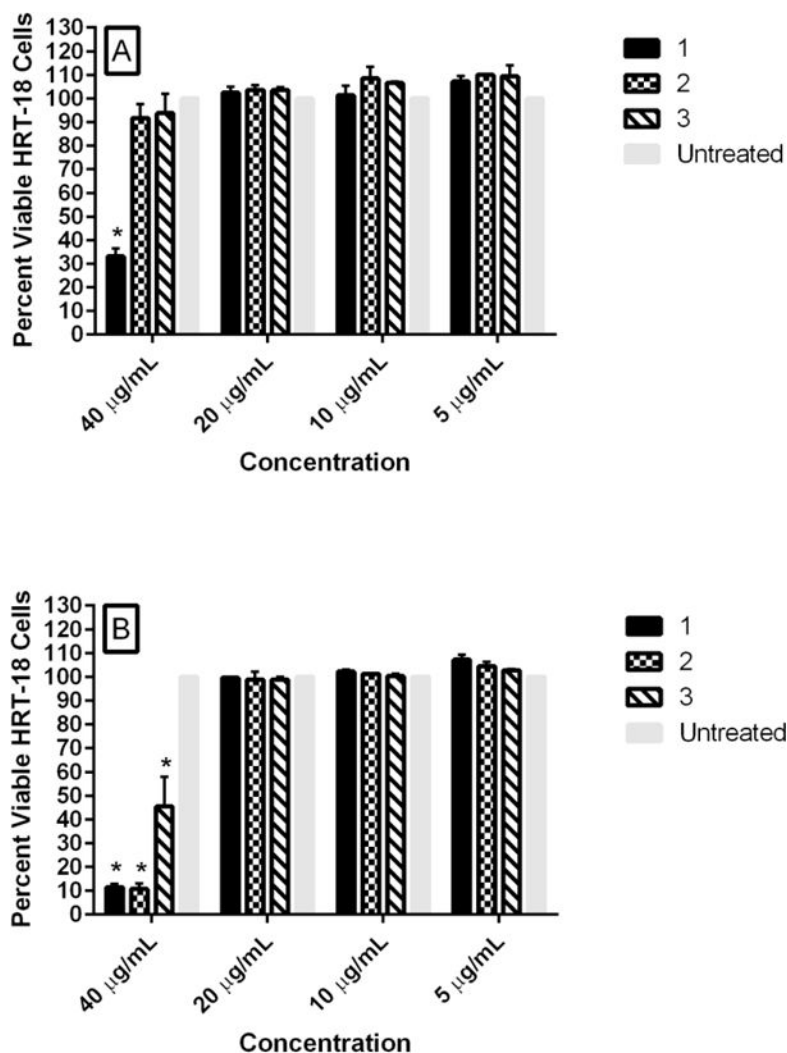 A
130
120
110
100
90
80
70
60
50
40
30
20
10
0
Percent Viable HRT-18 Cells
*
40 μg/mL
20 μg/mL
10 μg/mL
5 μg/mL
Concentration
1
2
3
Untreated
B
130
120
110
100
90
80
70
60
50
40
30
20
10
0
Percent Viable HRT-18 Cells
* * *
40 μg/mL
20 μg/mL
10 μg/mL
5 μg/mL
Concentration
1
2
3
Untreated